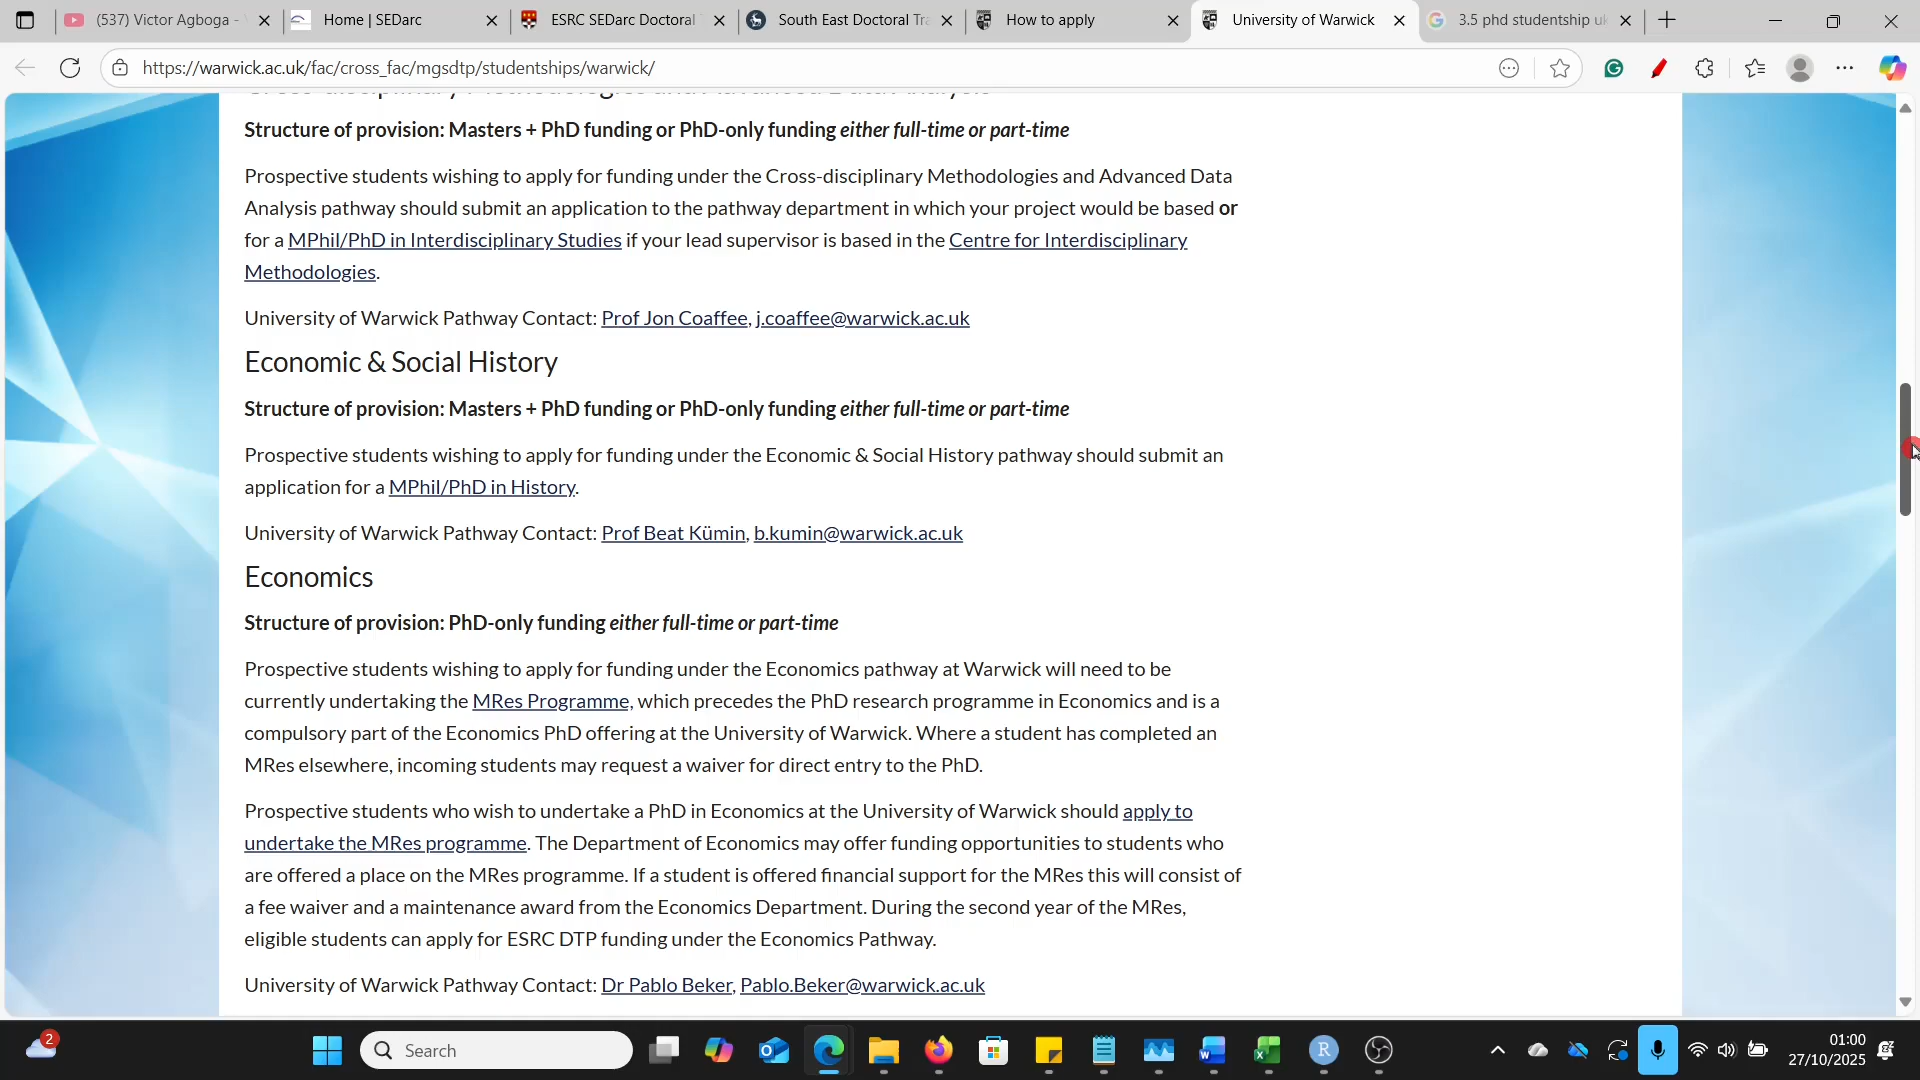 (537) Victor Agboga -
Home | SEDarc
ESRC SEDarc Doctoral
South East Doctoral Tra
How to apply
University of Warwick
3.5 phd studentship uk
https://warwick.ac.uk/fac/cross_fac/mgsdtp/studentships/warwick/
Cross-disciplinary Methodologies and Advanced Data Analysis
Structure of provision: Masters + PhD funding or PhD-only funding either full-time or part-time
Prospective students wishing to apply for funding under the Cross-disciplinary Methodologies and Advanced Data
Analysis pathway should submit an application to the pathway department in which your project would be based or
for a MPhil/PhD in Interdisciplinary Studies if your lead supervisor is based in the Centre for Interdisciplinary
Methodologies.
University of Warwick Pathway Contact: Prof Jon Coaffee, j.coaffee@warwick.ac.uk
Economic & Social History
Structure of provision: Masters + PhD funding or PhD-only funding either full-time or part-time
Prospective students wishing to apply for funding under the Economic & Social History pathway should submit an
application for a MPhil/PhD in History.
University of Warwick Pathway Contact: Prof Beat Kümin, b.kumin@warwick.ac.uk
Economics
Structure of provision: PhD-only funding either full-time or part-time
Prospective students wishing to apply for funding under the Economics pathway at Warwick will need to be
currently undertaking the MRes Programme, which precedes the PhD research programme in Economics and is a
compulsory part of the Economics PhD offering at the University of Warwick. Where a student has completed an
MRes elsewhere, incoming students may request a waiver for direct entry to the PhD.
Prospective students who wish to undertake a PhD in Economics at the University of Warwick should apply to
undertake the MRes programme. The Department of Economics may offer funding opportunities to students who
are offered a place on the MRes programme. If a student is offered financial support for the MRes this will consist of
a fee waiver and a maintenance award from the Economics Department. During the second year of the MRes,
eligible students can apply for ESRC DTP funding under the Economics Pathway.
University of Warwick Pathway Contact: Dr Pablo Beker, Pablo.Beker@warwick.ac.uk
2
Search
01:00
27/10/2025